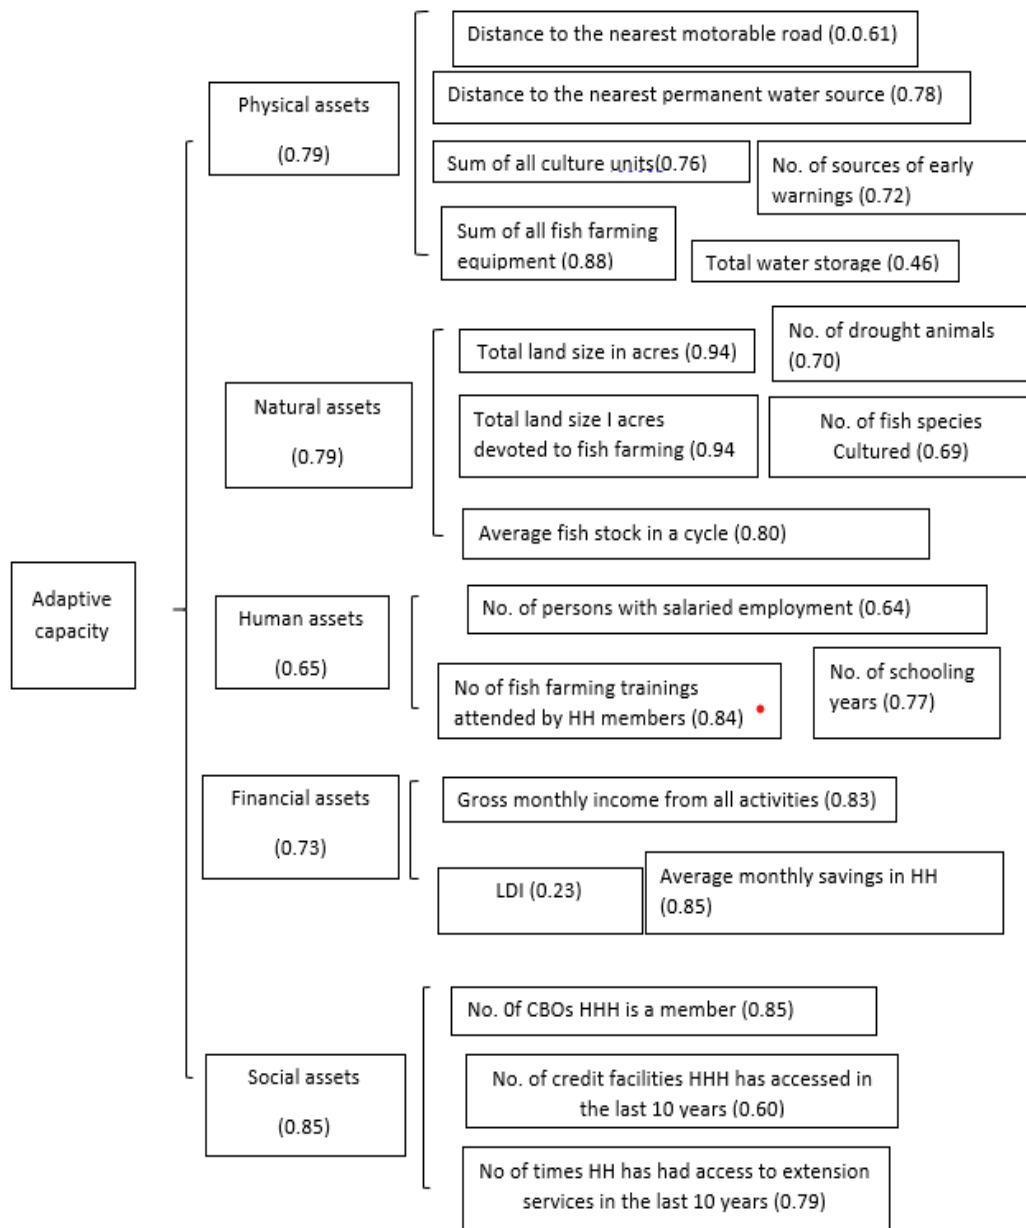 Distance to the nearest motorable road (0.0.61)
Physical assets
(0.79)
Distance to the nearest permanent water source (0.78)
Sum of all culture units(0.76)
No. of sources of early
warnings (0.72)
Sum of all fish farming
equipment (0.88)
Total water storage (0.46)
Natural assets
(0.79)
Total land size in acres (0.94)
No. of drought animals
(0.70)
Total land size I acres
devoted to fish farming (0.94
No. of fish species
Cultured (0.69)
Average fish stock in a cycle (0.80)
Adaptive
capacity
Human assets
(0.65)
No. of persons with salaried employment (0.64)
No of fish farming trainings
attended by HH members (0.84)
No. of schooling
years (0.77)
Financial assets
(0.73)
Gross monthly income from all activities (0.83)
LDI (0.23)
Average monthly savings in HH
(0.85)
Social assets
(0.85)
No. 0f CBOs HHH is a member (0.85)
No. of credit facilities HHH has accessed in
the last 10 years (0.60)
No of times HH has had access to extension
services in the last 10 years (0.79)